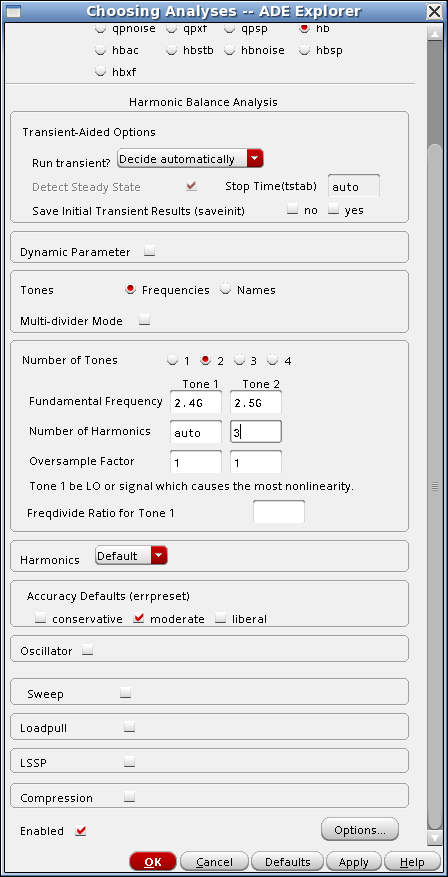 Choosing Analyses -- ADE Explorer
qpnoise qpxf qpsp hb
hbac hbstb hbnoise hbsp
hbxf
Harmonic Balance Analysis
Transient-Aided Options
Run transient? Decide automatically
Detect Steady State Stop Time(tstab) auto
Save Initial Transient Results (saveinit) no yes
Dynamic Parameter
Tones Frequencies Names
Multi-divider Mode
Number of Tones 1 2 3 4
Tone 1 Tone 2
Fundamental Frequency 2.4G 2.5G
Number of Harmonics auto 3
Oversample Factor 1 1
Tone 1 be LO or signal which causes the most nonlinearity.
Freqdivide Ratio for Tone 1
Harmonics Default
Accuracy Defaults (errpreset)
conservative moderate liberal
Oscillator
Sweep
Loadpull
LSSP
Compression
Enabled Options...
OK Cancel Defaults Apply Help